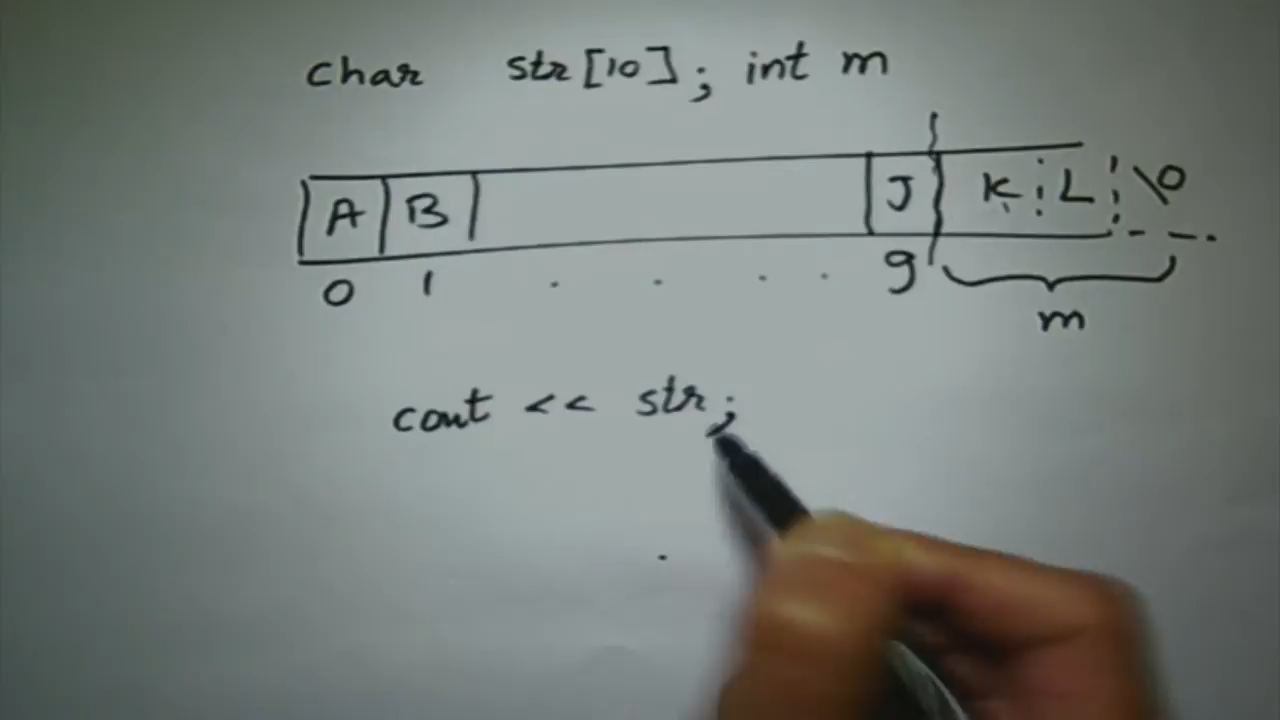 char str[10]; int m
A B J K L \0
0 1 . . . . 9
m
cout << str;